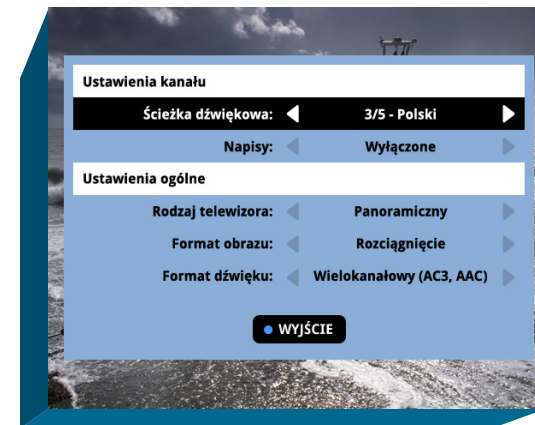 Ustawienia kanału
Ścieżka dźwiękowa: 3/5 - Polski
Napisy: Wyłączone
Ustawienia ogólne
Rodzaj telewizora: Panoramiczny
Format obrazu: Rozciągnięcie
Format dźwięku: Wielokanałowy (AC3, AAC)
WYJŚCIE